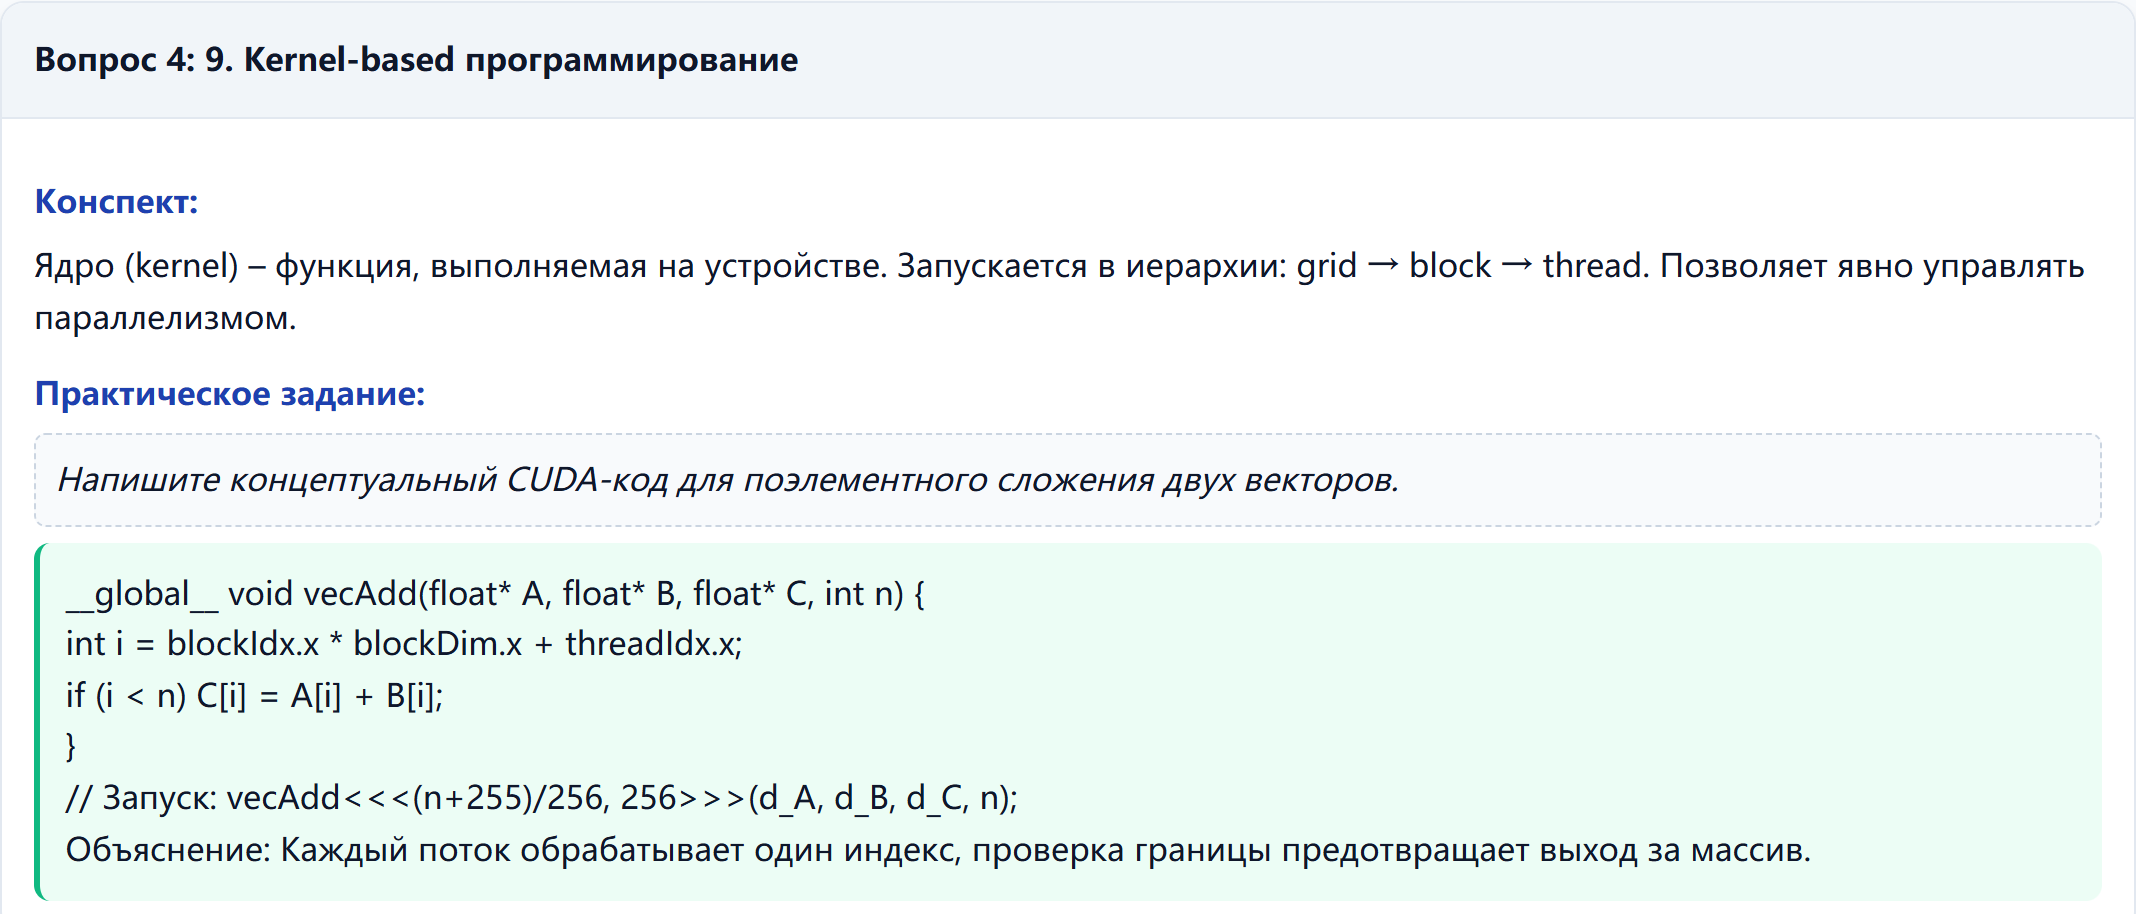 Вопрос 4: 9. Kernel-based программирование
Конспект:
Ядро (kernel) – функция, выполняемая на устройстве. Запускается в иерархии: grid → block → thread. Позволяет явно управлять
параллелизмом.
Практическое задание:
Напишите концептуальный CUDA-код для поэлементного сложения двух векторов.
__global__ void vecAdd(float* A, float* B, float* C, int n) {
int i = blockIdx.x * blockDim.x + threadIdx.x;
if (i < n) C[i] = A[i] + B[i];
}
// Запуск: vecAdd<<<(n+255)/256, 256>>>(d_A, d_B, d_C, n);
Объяснение: Каждый поток обрабатывает один индекс, проверка границы предотвращает выход за массив.